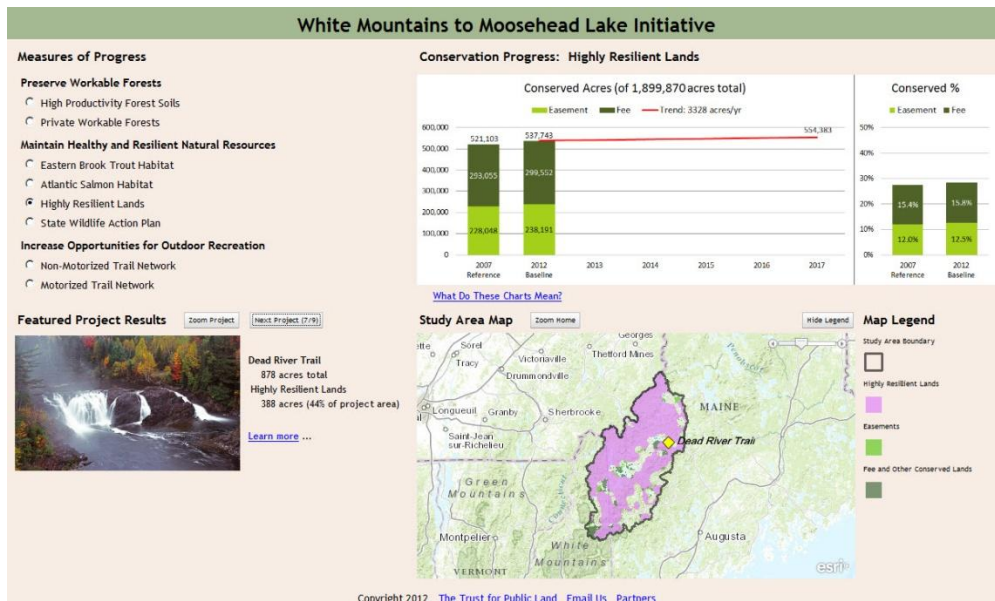 White Mountains to Moosehead Lake Initiative
Measures of Progress
Preserve Workable Forests
High Productivity Forest Soils
Private Workable Forests
Maintain Healthy and Resilient Natural Resources
Eastern Brook Trout Habitat
Atlantic Salmon Habitat
Highly Resilient Lands
State Wildlife Action Plan
Increase Opportunities for Outdoor Recreation
Non-Motorized Trail Network
Motorized Trail Network
Conservation Progress: Highly Resilient Lands
Conserved Acres (of 1,899,870 acres total)
Easement Fee Trend: 3328 acres/yr
600,000
500,000
400,000
300,000
200,000
100,000
0
521,103
293,055
228,048
537,743
299,552
238,191
554,383
2007 2012 2013 2014 2015 2016 2017
Reference Baseline
Conserved %
Easement Fee
50%
40%
30%
20%
10%
0%
15.4%
12.0%
15.8%
12.5%
2007 2012
Reference Baseline
What Do These Charts Mean?
Featured Project Results Zoom Project Next Project (7/9)
Dead River Trail
878 acres total
Highly Resilient Lands
388 acres (44% of project area)
Learn more ...
Study Area Map Zoom Home Hide Legend
Georges
Sorel
Thetford Mines
Victoriaville
Tracy
Drummondville
Longueuil Granby Sherbrooke
MAINE
Saint-Jean
sur-Richelieu
Dead River Trail
Green
Mountains
Montpelier
Augusta
White
Mountains
VERMONT
esri
Map Legend
Study Area Boundary
Highly Resilient Lands
Easements
Fee and Other Conserved Lands
Copyright 2012 The Trust for Public Land Email Us Partners